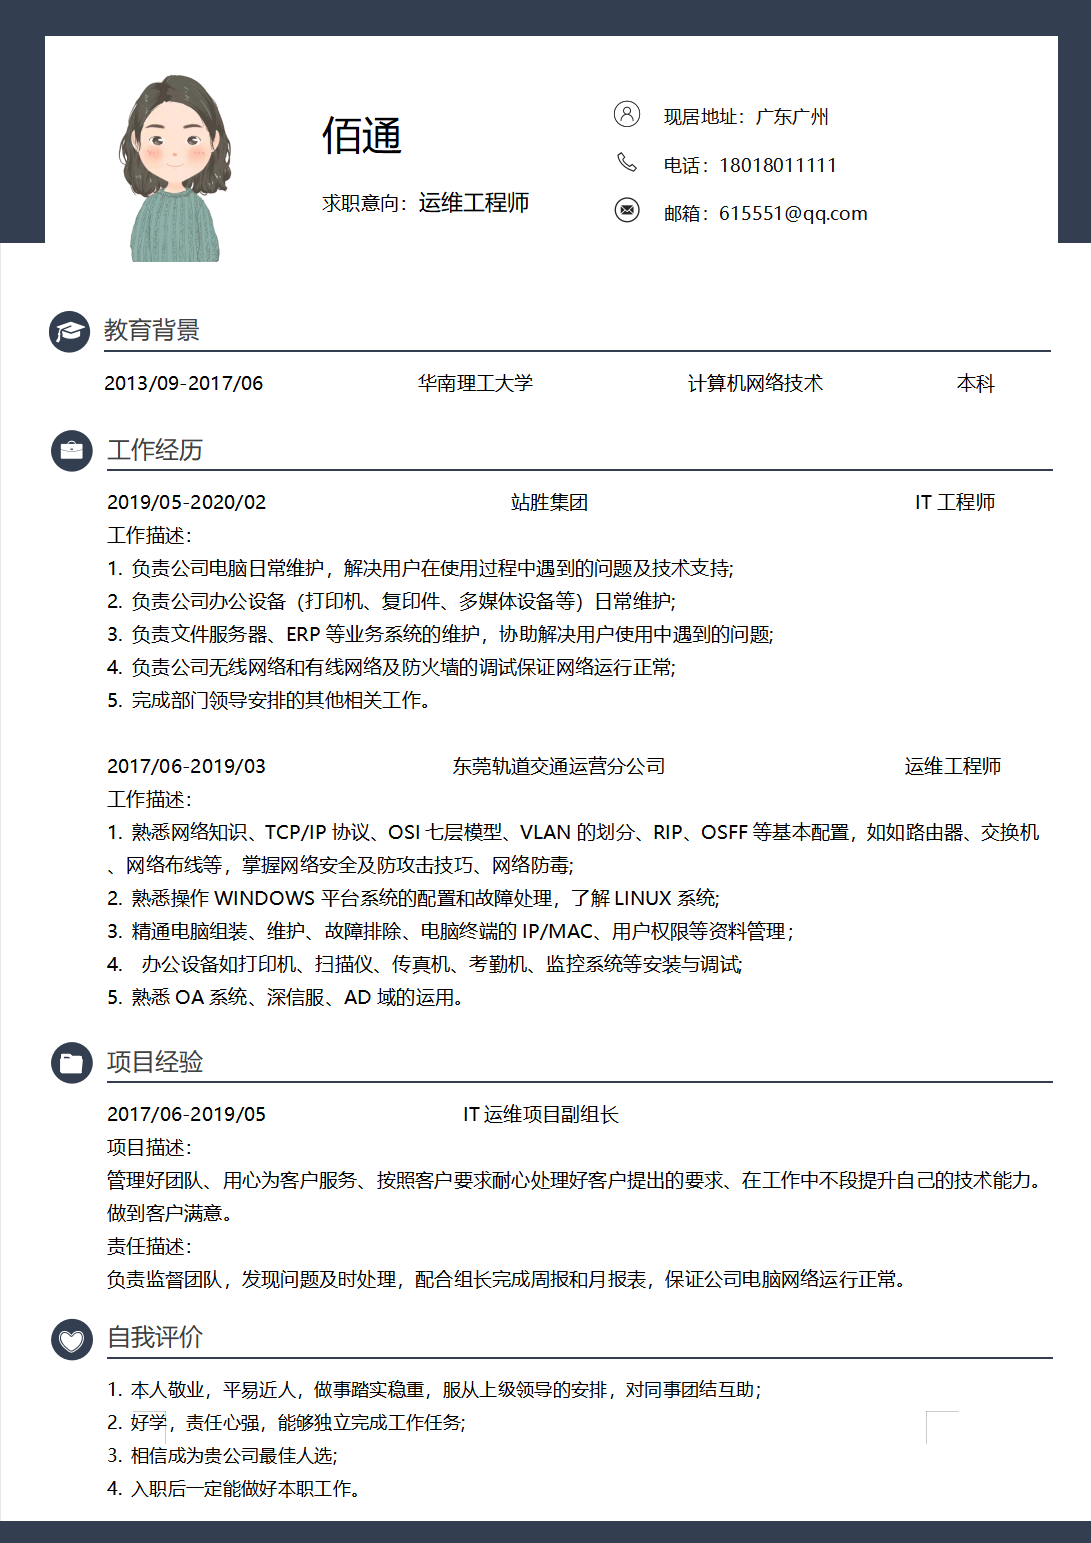 佰通
求职意向：运维工程师
现居地址：广东广州
电话：18018011111
邮箱：615551@qq.com
教育背景
2013/09-2017/06 华南理工大学 计算机网络技术 本科
工作经历
2019/05-2020/02 站胜集团 IT 工程师
工作描述：
1. 负责公司电脑日常维护，解决用户在使用过程中遇到的问题及技术支持;
2. 负责公司办公设备（打印机、复印件、多媒体设备等）日常维护;
3. 负责文件服务器、ERP 等业务系统的维护，协助解决用户使用中遇到的问题;
4. 负责公司无线网络和有线网络及防火墙的调试保证网络运行正常;
5. 完成部门领导安排的其他相关工作。
2017/06-2019/03 东莞轨道交通运营分公司 运维工程师
工作描述：
1. 熟悉网络知识、TCP/IP 协议、OSI 七层模型、VLAN 的划分、RIP、OSFF 等基本配置，如如路由器、交换机
、网络布线等，掌握网络安全及防攻击技巧、网络防毒;
2. 熟悉操作 WINDOWS 平台系统的配置和故障处理，了解 LINUX 系统;
3. 精通电脑组装、维护、故障排除、电脑终端的 IP/MAC、用户权限等资料管理；
4. 办公设备如打印机、扫描仪、传真机、考勤机、监控系统等安装与调试;
5. 熟悉 OA 系统、深信服、AD 域的运用。
项目经验
2017/06-2019/05 IT 运维项目副组长
项目描述：
管理好团队、用心为客户服务、按照客户要求耐心处理好客户提出的要求、在工作中不段提升自己的技术能力。
做到客户满意。
责任描述：
负责监督团队，发现问题及时处理，配合组长完成周报和月报表，保证公司电脑网络运行正常。
自我评价
1. 本人敬业，平易近人，做事踏实稳重，服从上级领导的安排，对同事团结互助；
2. 好学，责任心强，能够独立完成工作任务;
3. 相信成为贵公司最佳人选;
4. 入职后一定能做好本职工作。